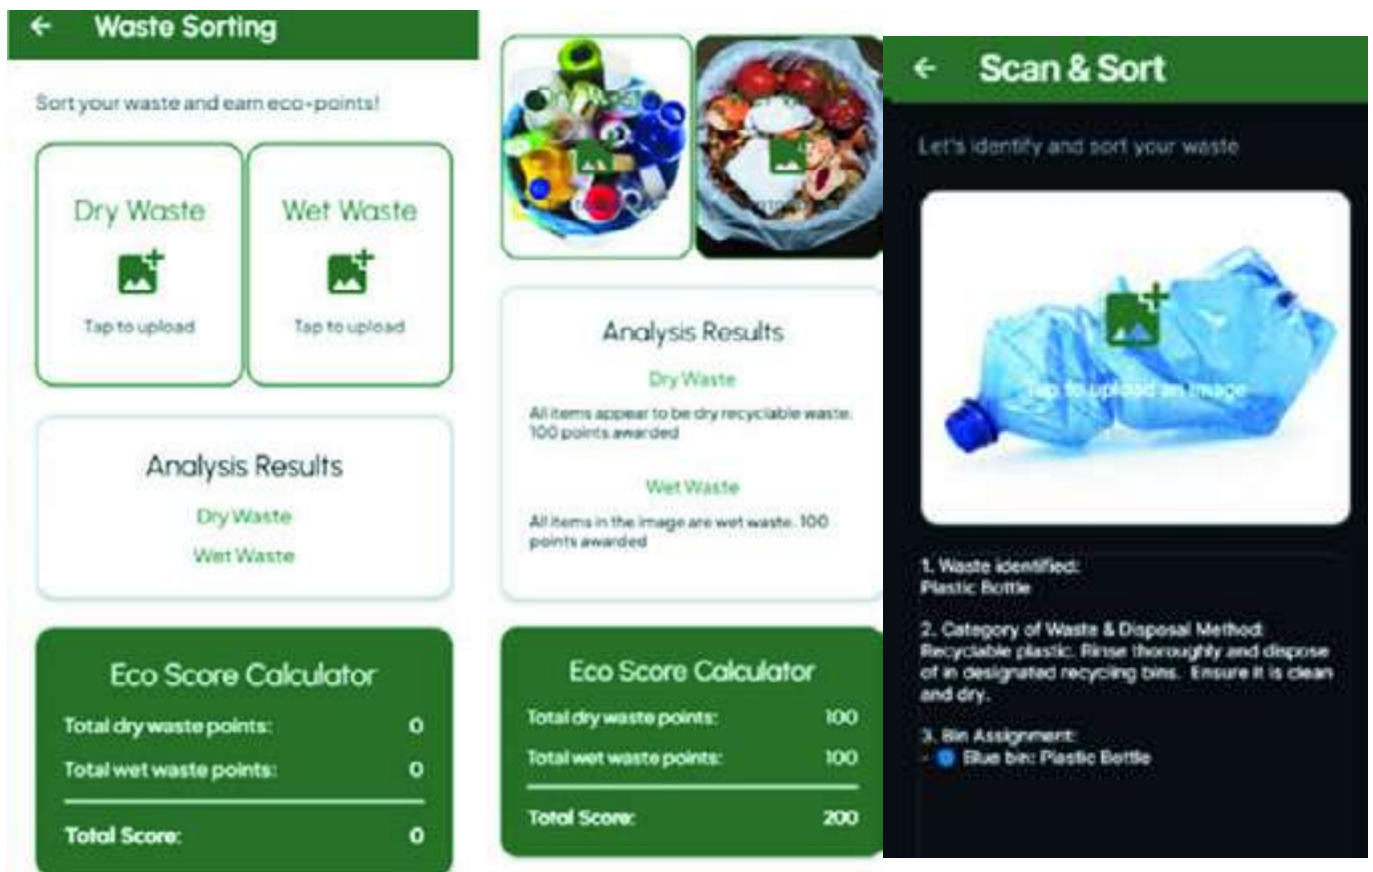 ← Waste Sorting
Sort your waste and earn eco-points!
Dry Waste
Tap to upload
Wet Waste
Tap to upload
Analysis Results
Dry Waste
Wet Waste
Eco Score Calculator
Total dry waste points: 0
Total wet waste points: 0
Total Score: 0
Analysis Results
Dry Waste
All items appear to be dry recyclable waste.
100 points awarded
Wet Waste
All items in the image are wet waste. 100
points awarded
Eco Score Calculator
Total dry waste points: 100
Total wet waste points: 100
Total Score: 200
← Scan & Sort
Let's identify and sort your waste
Tap to upload an image
1. Waste identified:
Plastic Bottle
2. Category of Waste & Disposal Method:
Recyclable plastic. Rinse thoroughly and dispose
of in designated recycling bins. Ensure it is clean
and dry.
3. Bin Assignment:
- 🔵 Blue bin: Plastic Bottle